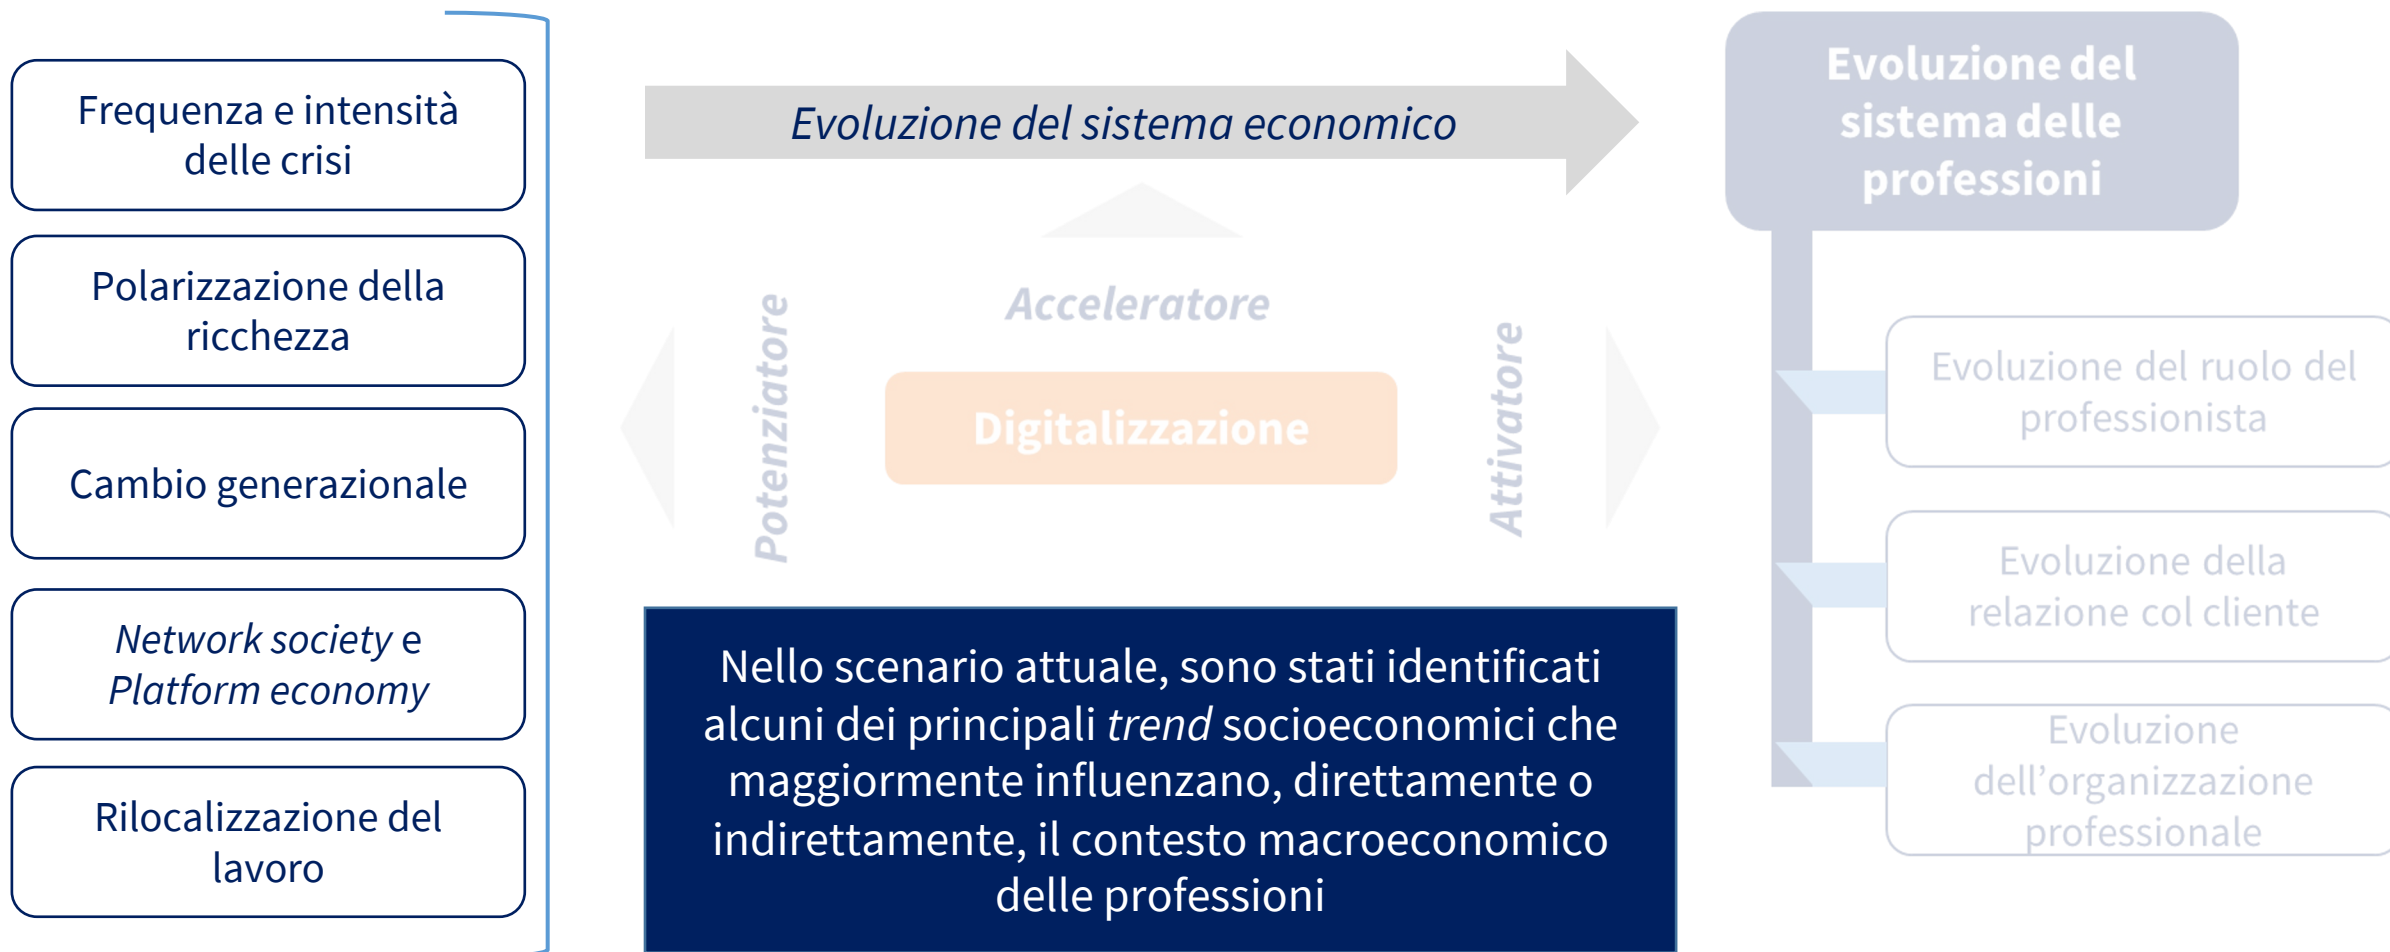 Frequenza e intensità
delle crisi
Polarizzazione della
ricchezza
Cambio generazionale
Network society e
Platform economy
Rilocalizzazione del
lavoro
Evoluzione del sistema economico
Acceleratore
Potenziatore
Digitalizzazione
Attivatore
Nello scenario attuale, sono stati identificati
alcuni dei principali trend socioeconomici che
maggiormente influenzano, direttamente o
indirettamente, il contesto macroeconomico
delle professioni
Evoluzione del
sistema delle
professioni
Evoluzione del ruolo del
professionista
Evoluzione della
relazione col cliente
Evoluzione
dell’organizzazione
professionale